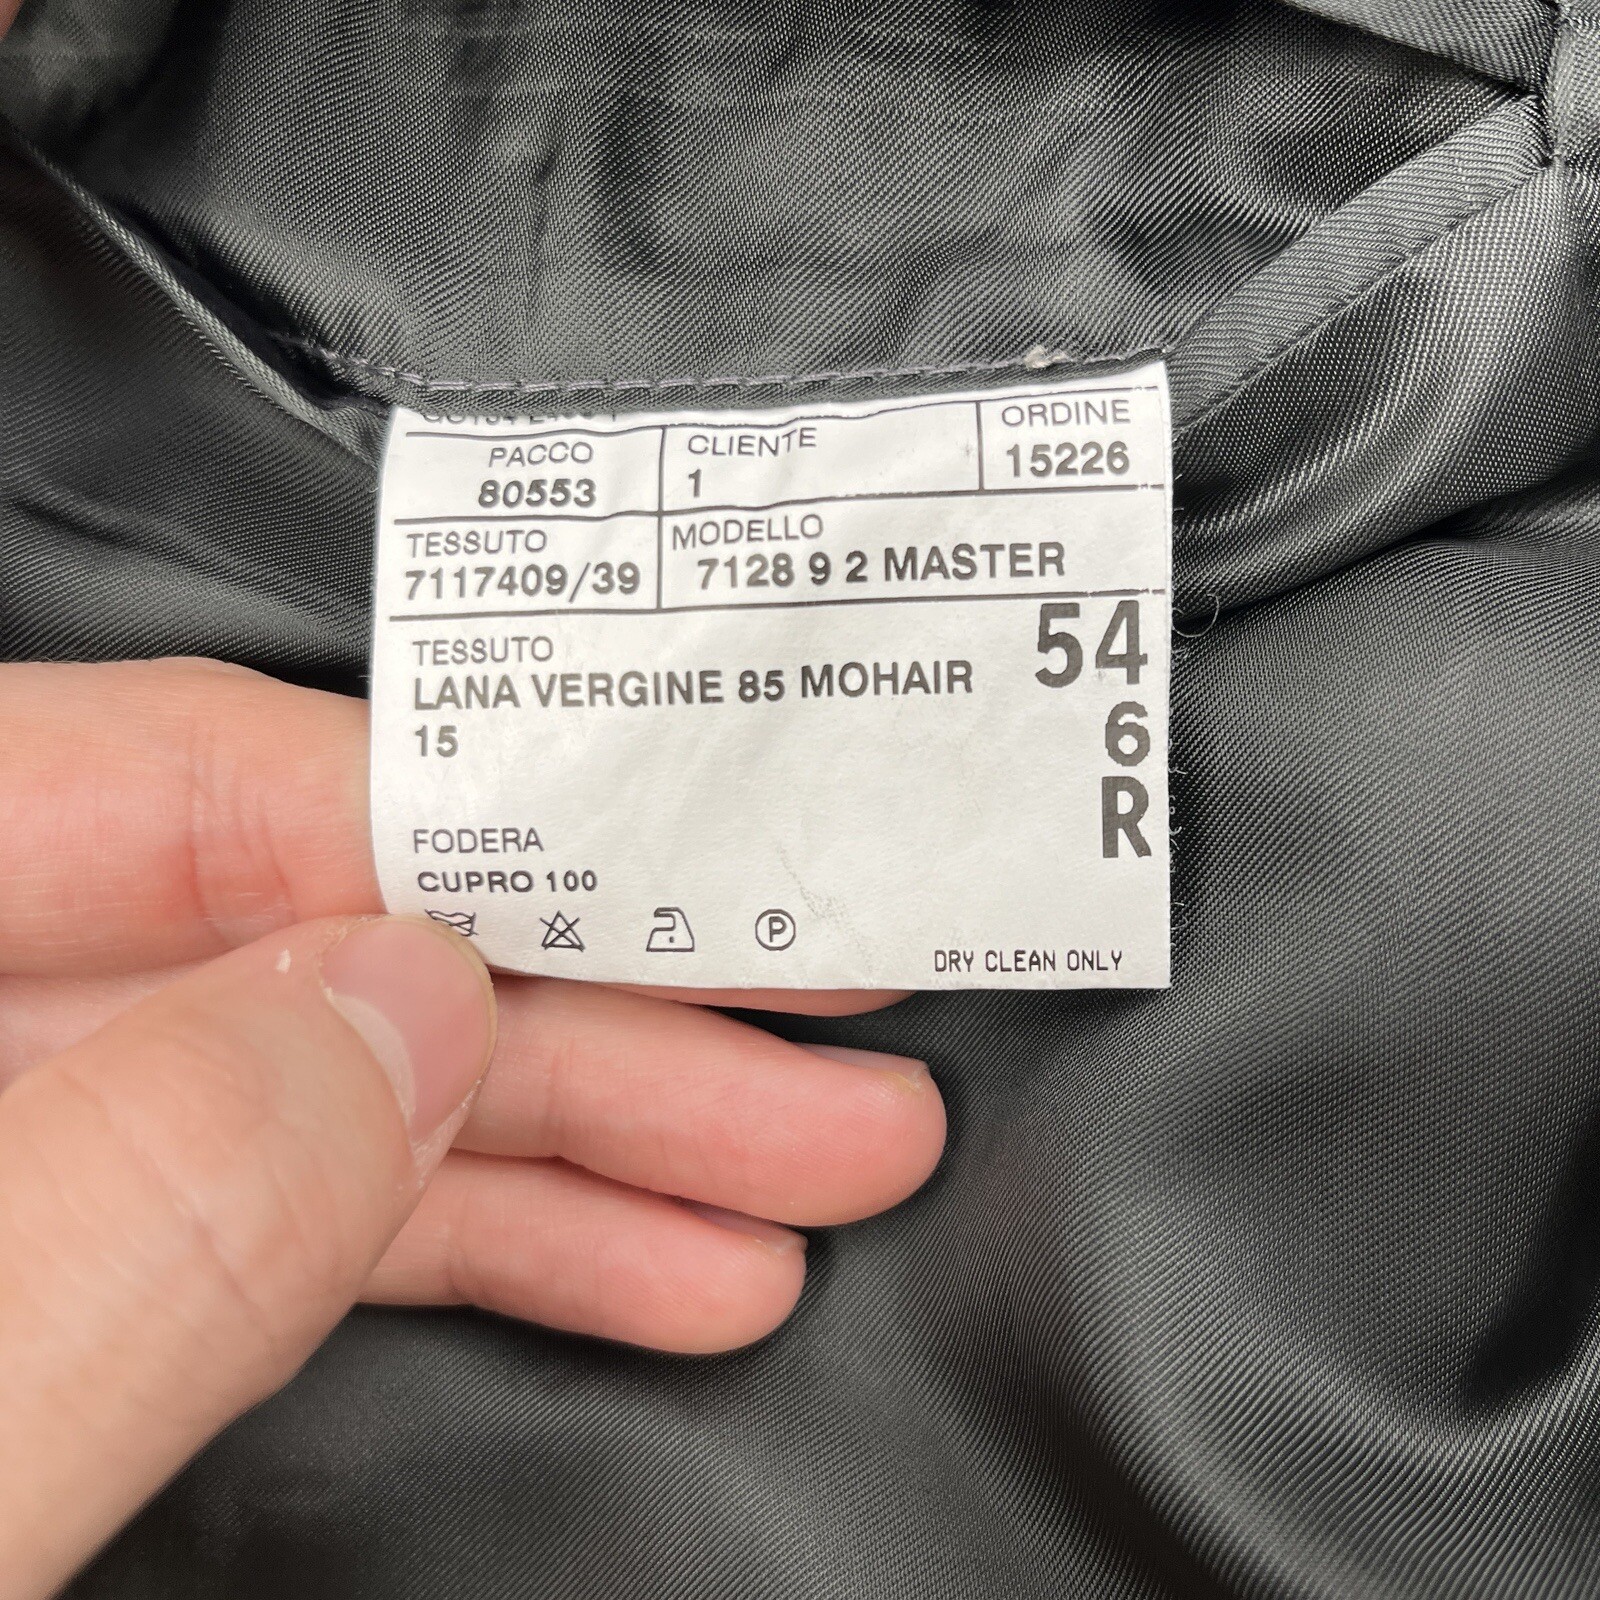 PACCO
80553
CLIENTE
1
ORDINE
15226
TESSUTO
7117409/39
MODELLO
7128 9 2 MASTER
TESSUTO
LANA VERGINE 85 MOHAIR
15
54
6
R
FODERA
CUPRO 100
P
DRY CLEAN ONLY